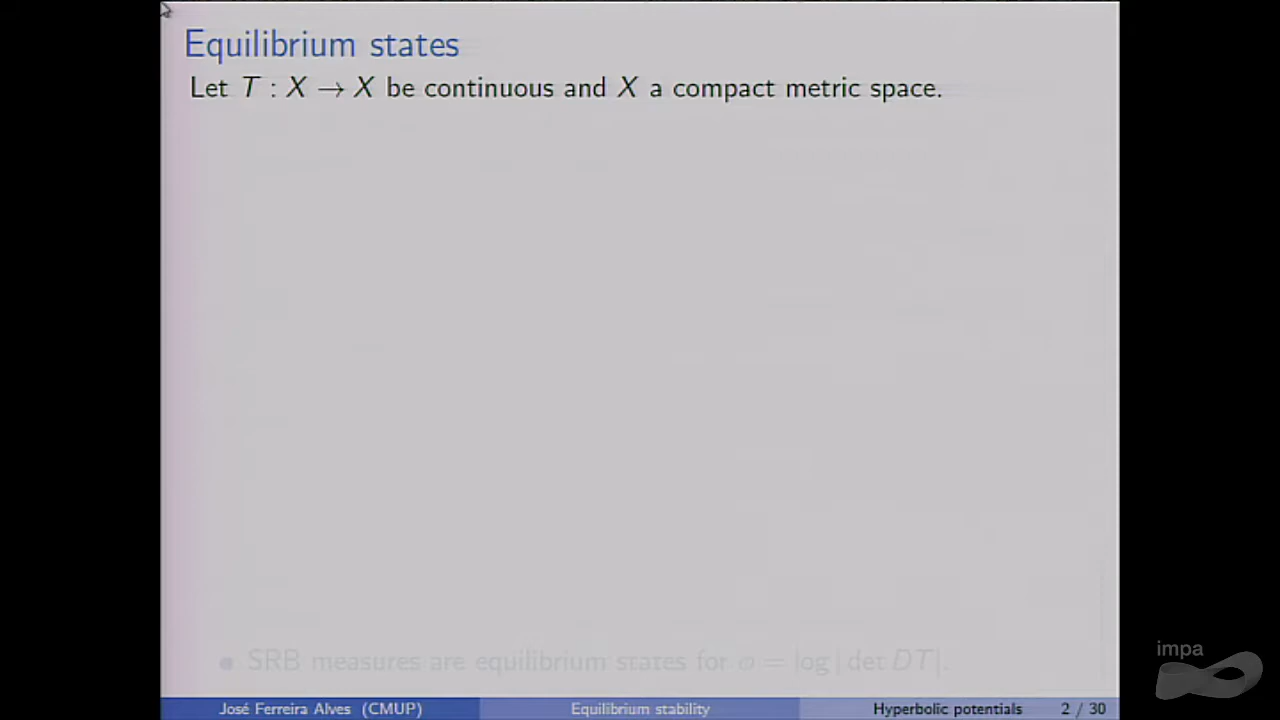 Equilibrium states
Let T : X → X be continuous and X a compact metric space.
• SRB measures are equilibrium states for φ = log | det DT|.
impa
José Ferreira Alves (CMUP) Equilibrium stability Hyperbolic potentials 2 / 30